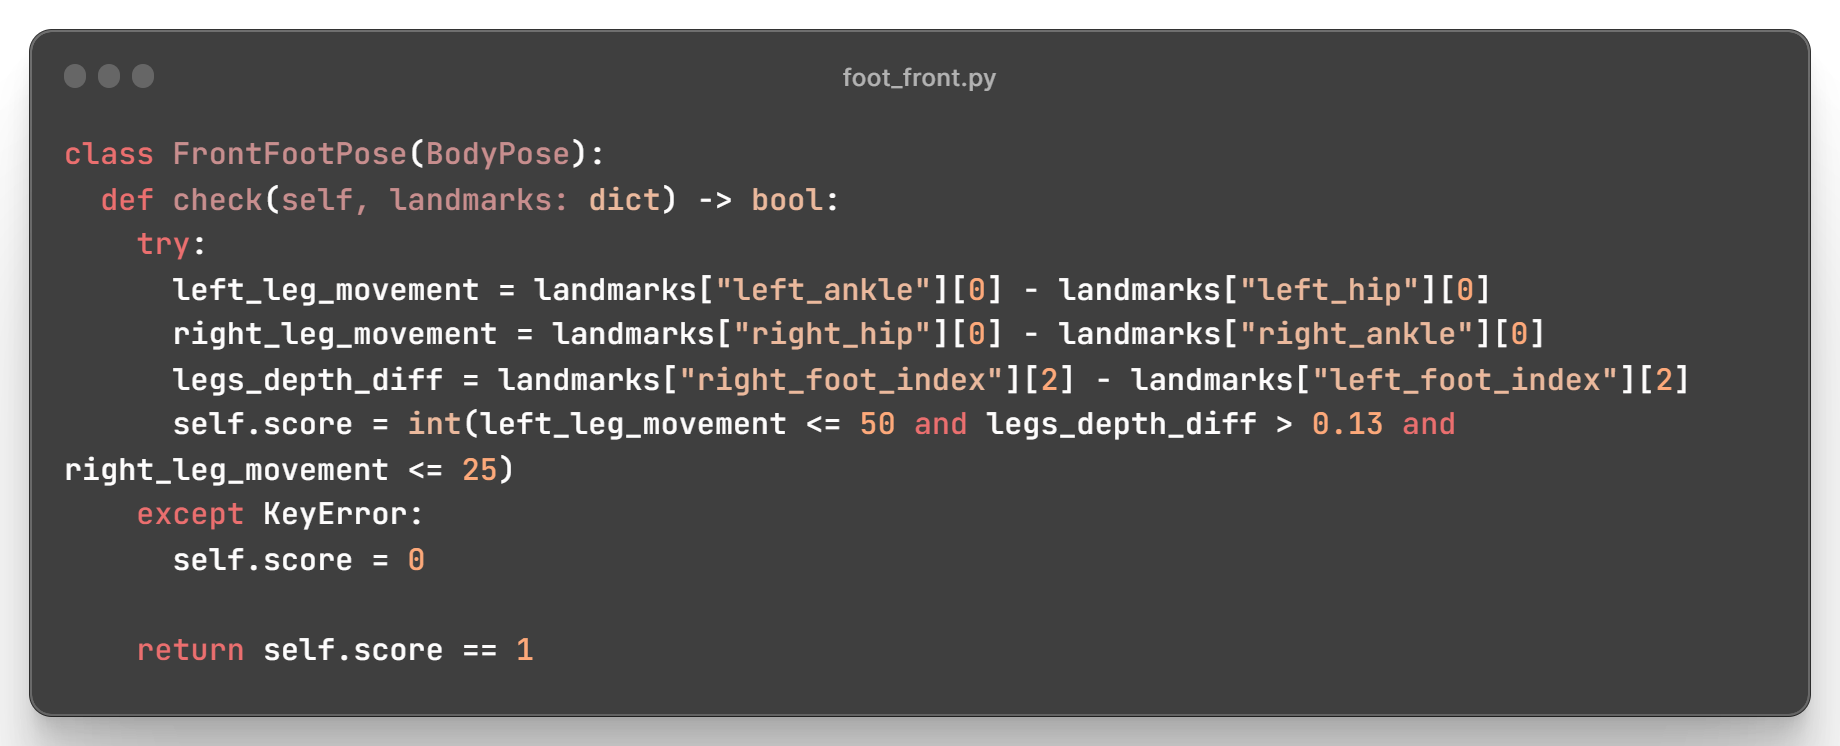 foot_front.py
class FrontFootPose(BodyPose):
  def check(self, landmarks: dict) -> bool:
    try:
      left_leg_movement = landmarks["left_ankle"][0] - landmarks["left_hip"][0]
      right_leg_movement = landmarks["right_hip"][0] - landmarks["right_ankle"][0]
      legs_depth_diff = landmarks["right_foot_index"][2] - landmarks["left_foot_index"][2]
      self.score = int(left_leg_movement <= 50 and legs_depth_diff > 0.13 and
right_leg_movement <= 25)
    except KeyError:
      self.score = 0
    return self.score == 1